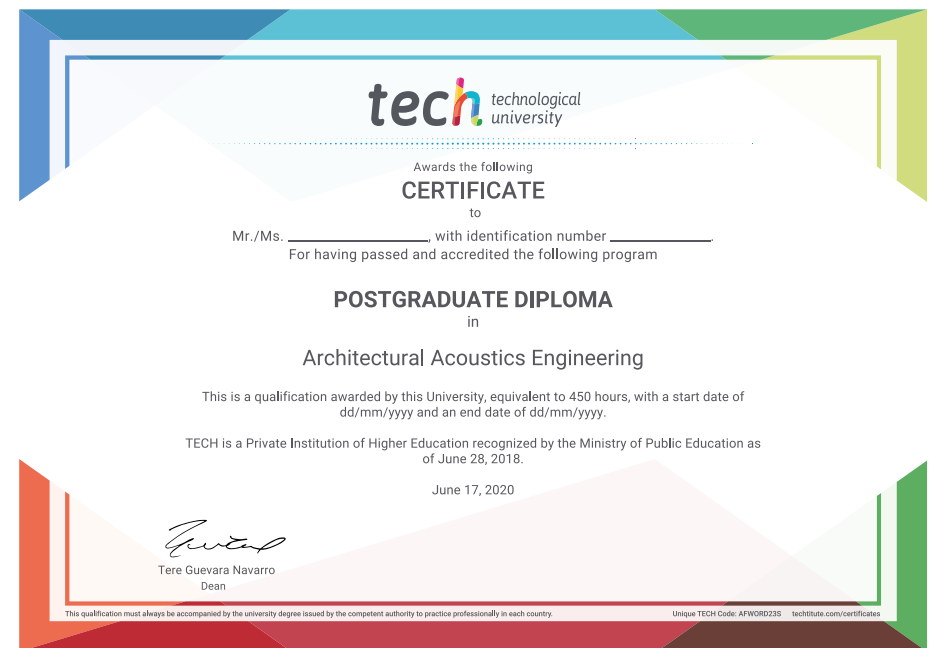 tech technological
university
Awards the following
CERTIFICATE
to
Mr./Ms. ____________, with identification number ____________.
For having passed and accredited the following program
POSTGRADUATE DIPLOMA
in
Architectural Acoustics Engineering
This is a qualification awarded by this University, equivalent to 450 hours, with a start date of
dd/mm/yyyy and an end date of dd/mm/yyyy.
TECH is a Private Institution of Higher Education recognized by the Ministry of Public Education as
of June 28, 2018.
June 17, 2020
Tere Guevara Navarro
Dean
This qualification must always be accompanied by the university degree issued by the competent authority to practice professionally in each country. Unique TECH Code: AFWORD23S techtitute.com/certificates